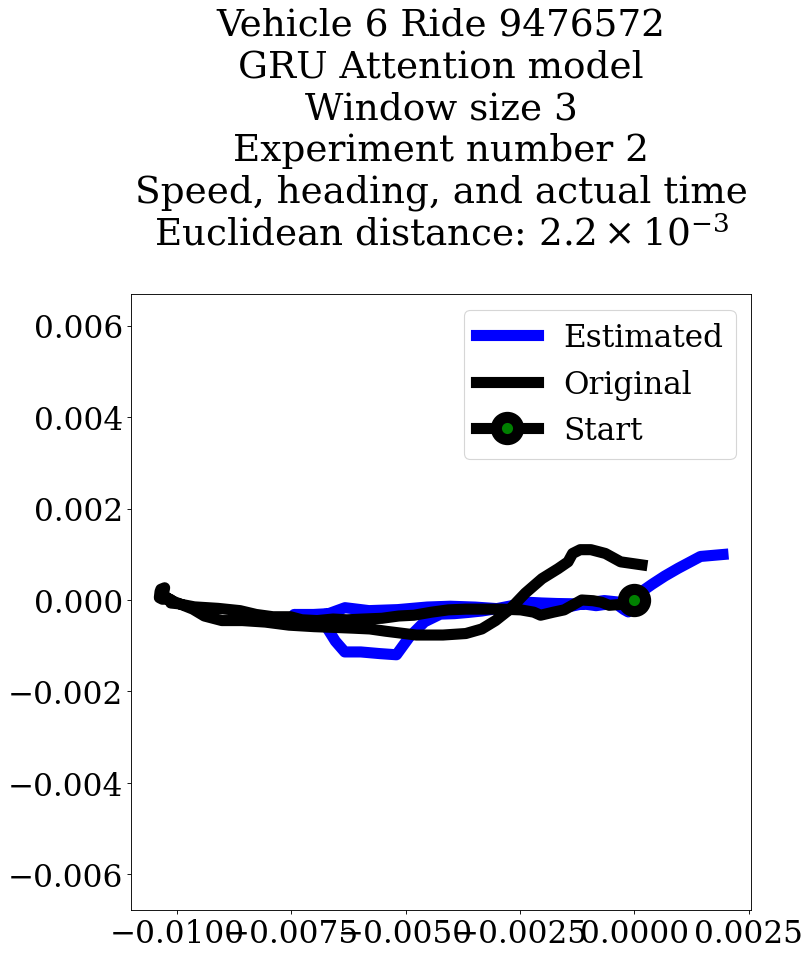 Vehicle 6 Ride 9476572
GRU Attention model
Window size 3
Experiment number 2
Speed, heading, and actual time
Euclidean distance: 2.2 × 10⁻³
Estimated
Original
Start
0.006
0.004
0.002
0.000
−0.002
−0.004
−0.006
−0.0100 −0.0075 −0.0050 −0.0025 0.0000 0.0025